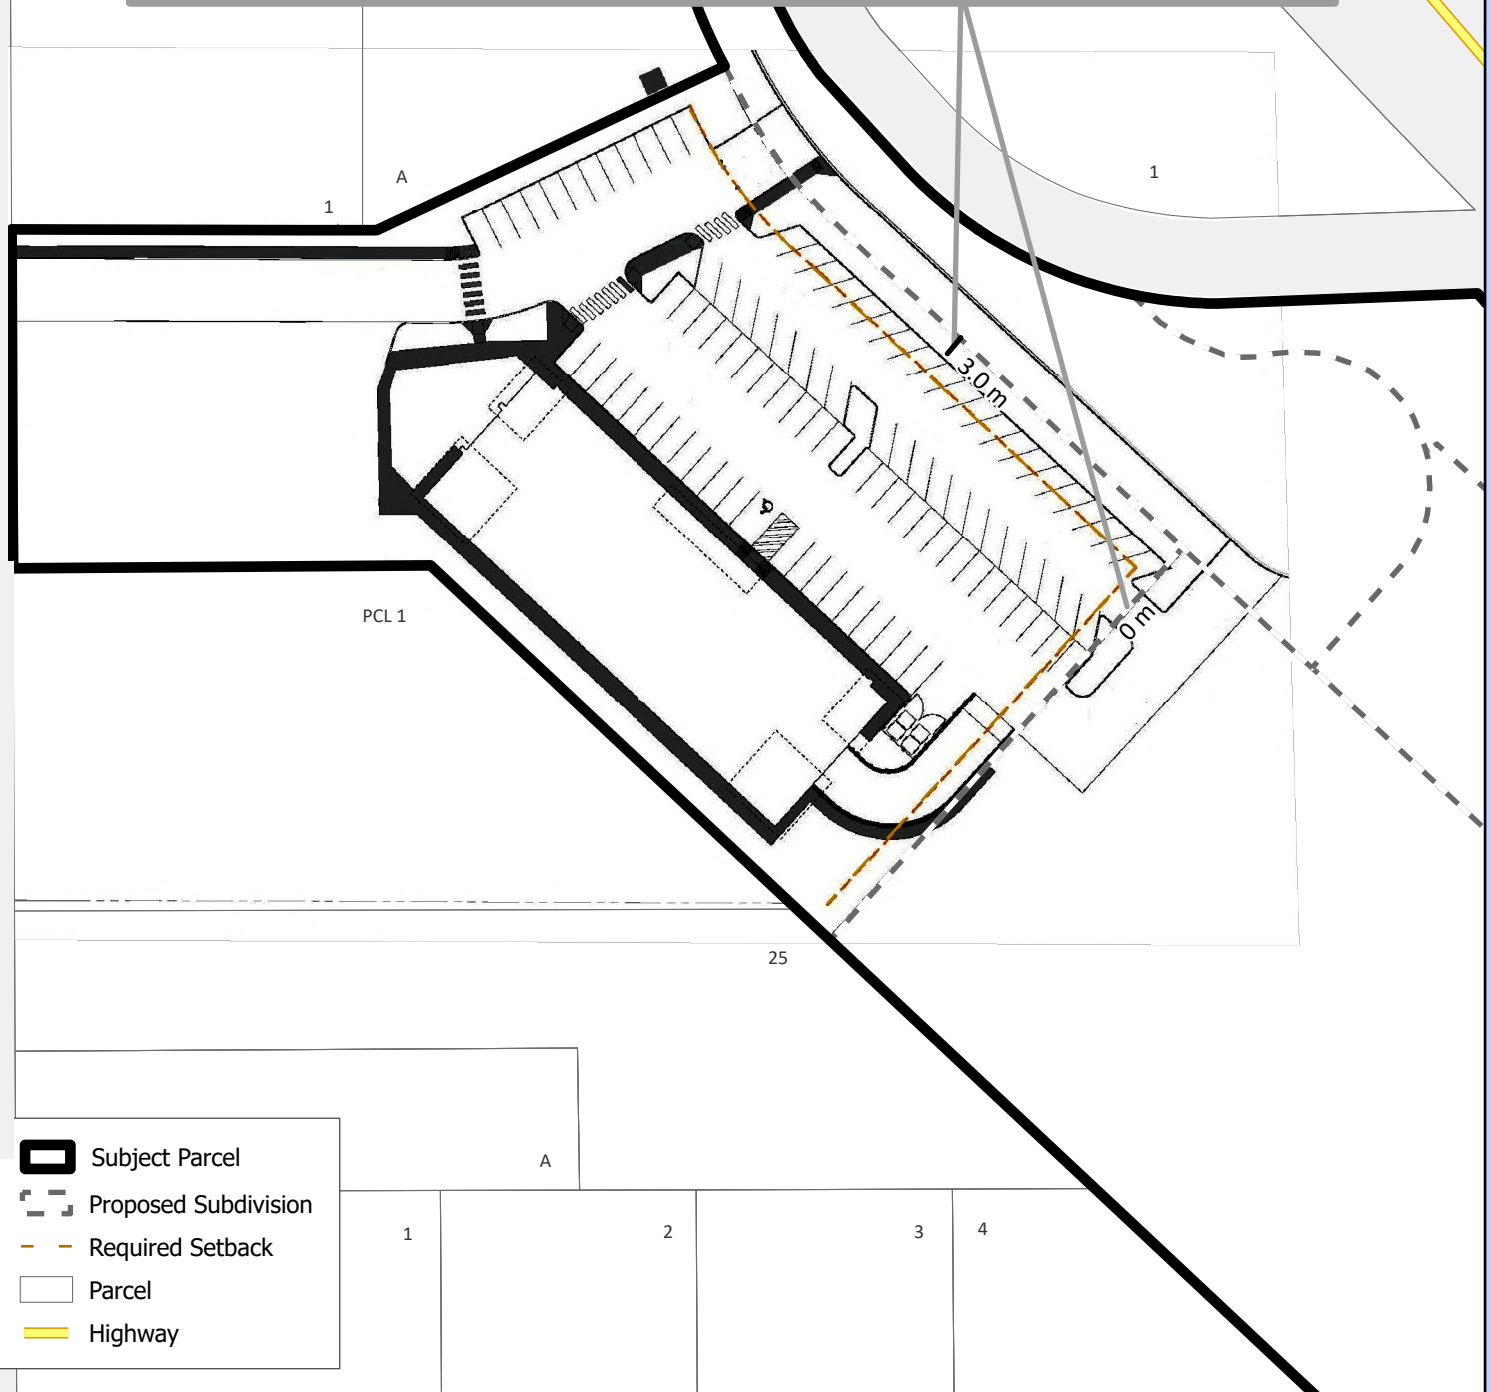 A
1
1
3.0 m
0 m
PCL 1
25
A
1
2
3
4
Subject Parcel
Proposed Subdivision
Required Setback
Parcel
Highway